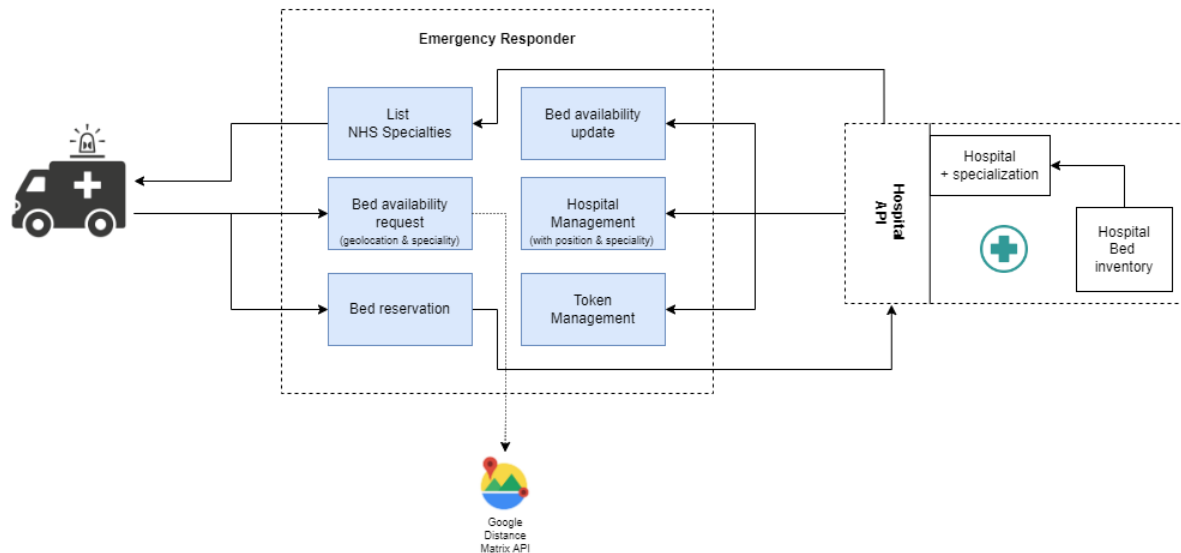 Emergency Responder
List
NHS Specialties
Bed availability
update
Bed availability
request
(geolocation & speciality)
Hospital
Management
(with position & speciality)
Bed reservation
Token
Management
Hospital
API
Hospital
+ specialization
Hospital
Bed
inventory
Google
Distance
Matrix API